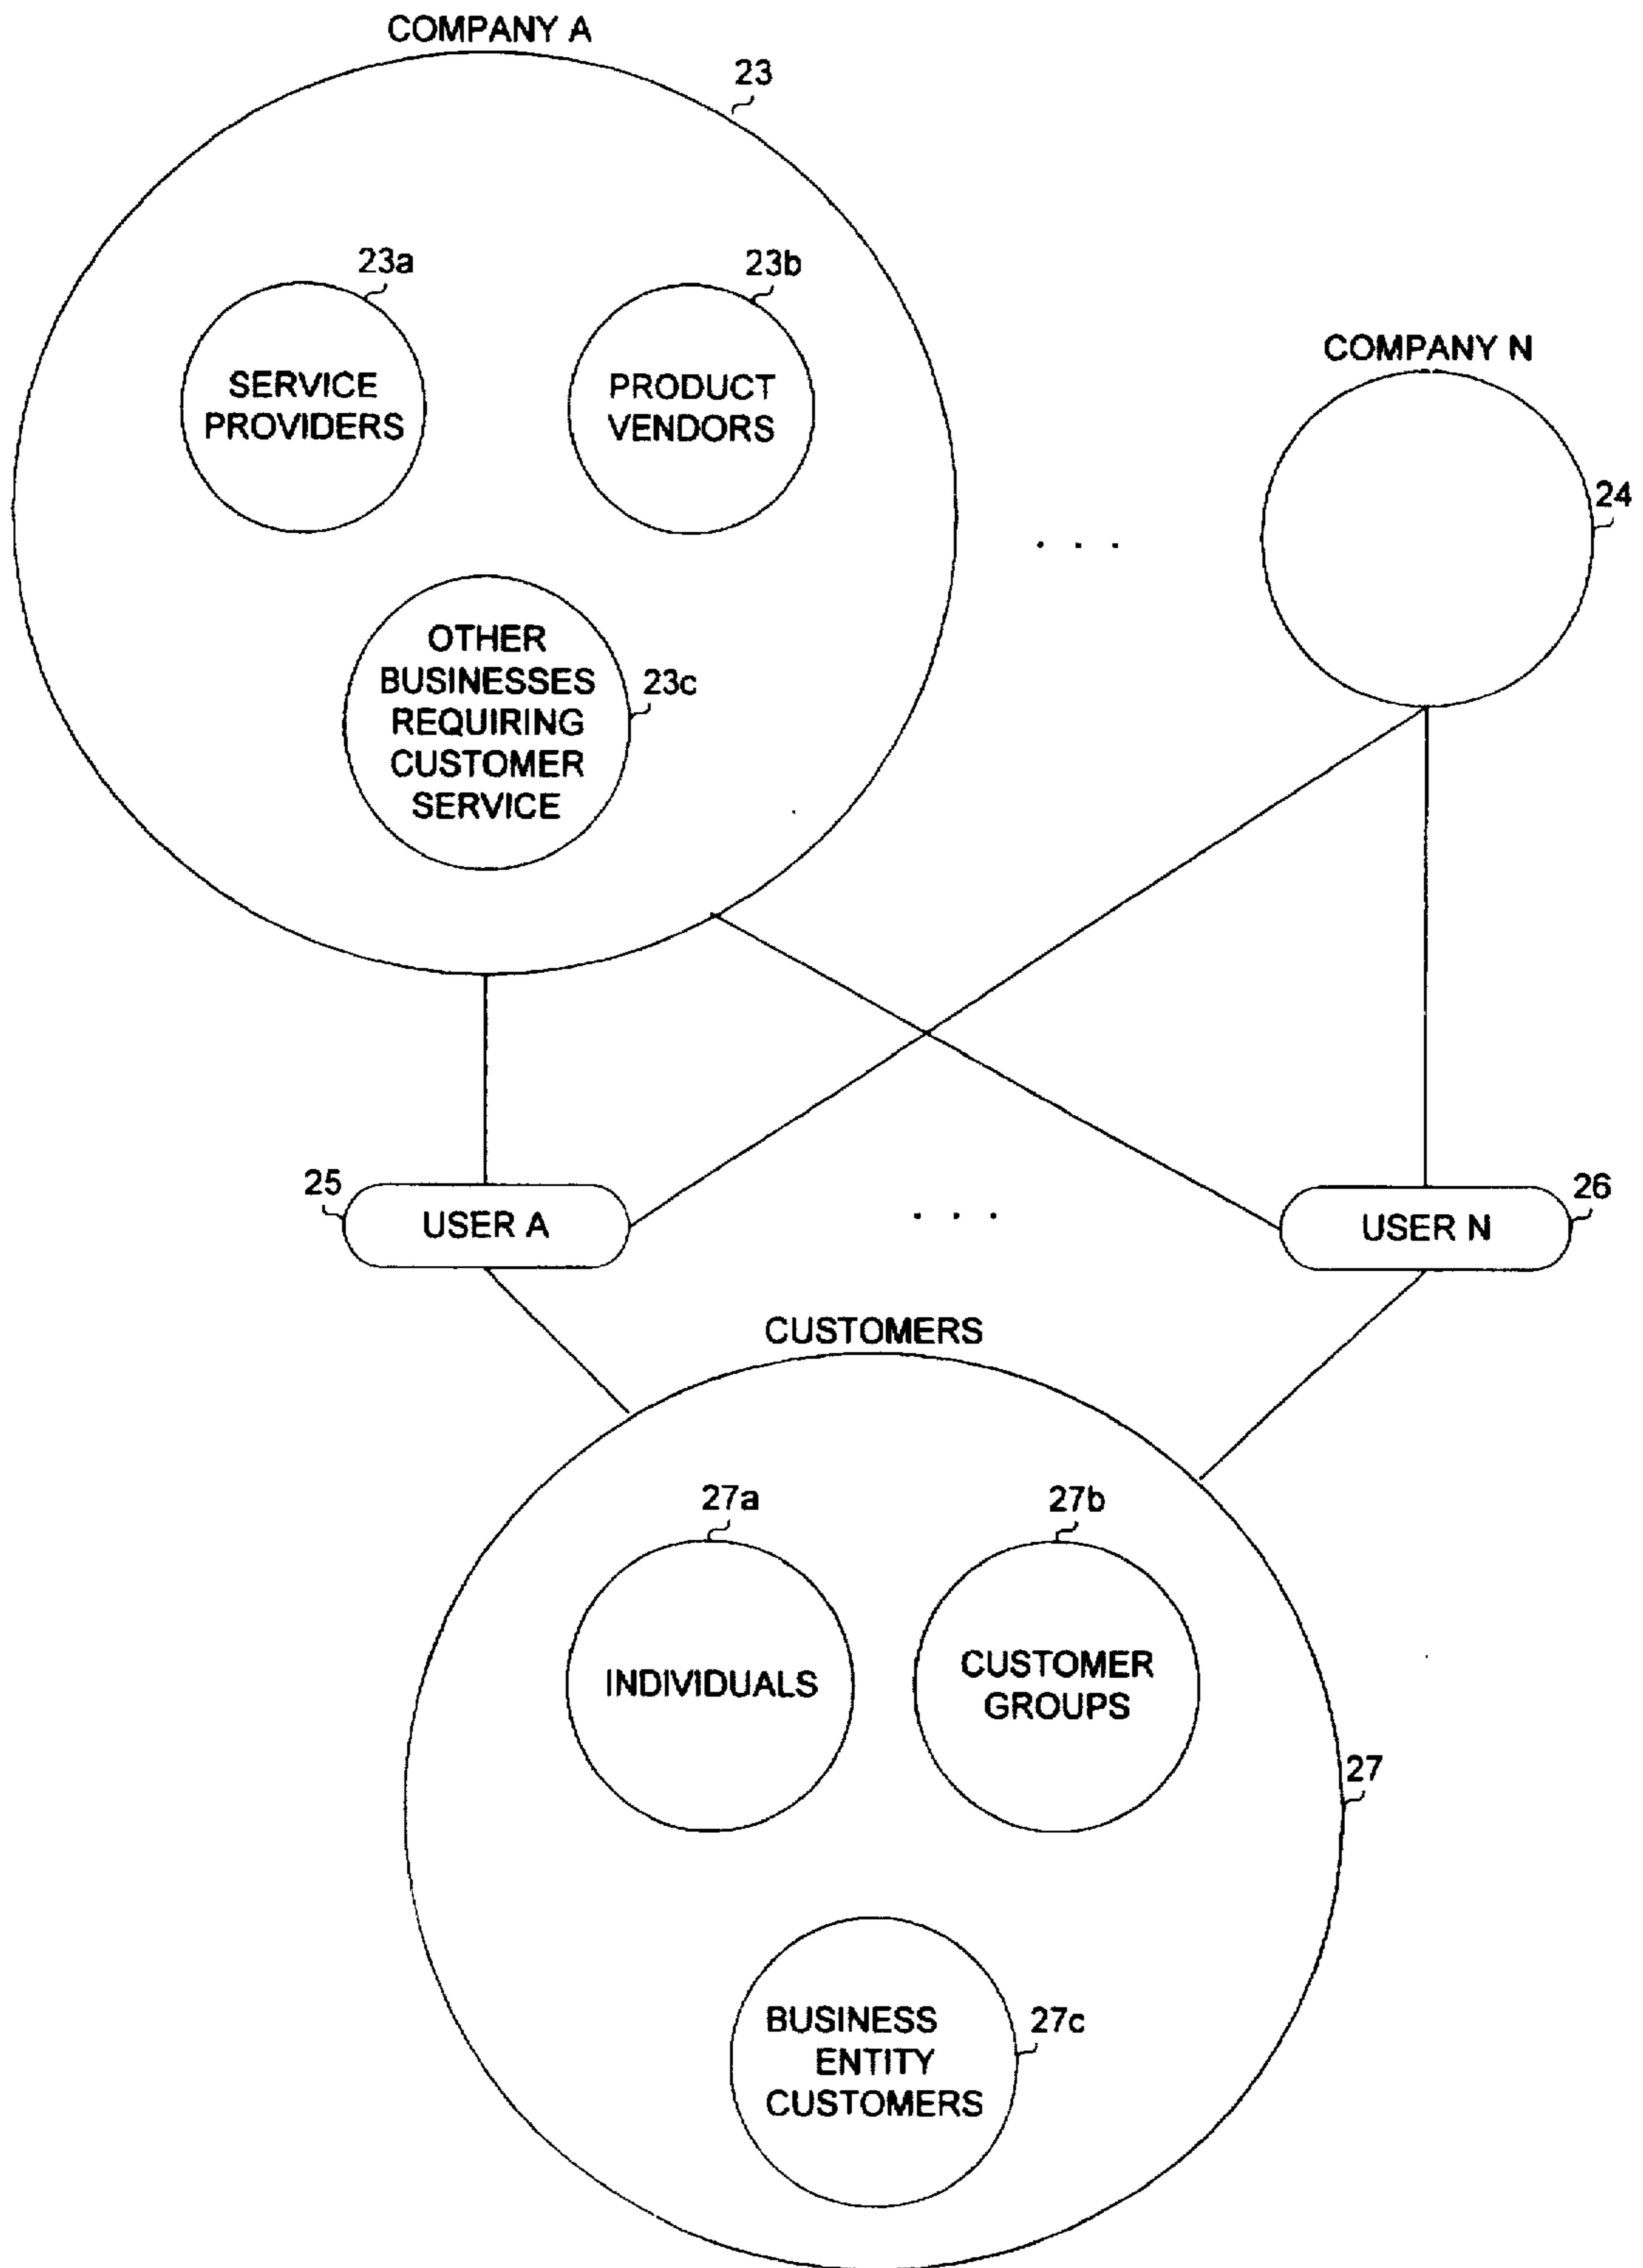 COMPANY A
23
23a
23b
SERVICE
PROVIDERS
PRODUCT
VENDORS
COMPANY N
24
. . .
OTHER
BUSINESSES
REQUIRING
CUSTOMER
SERVICE
23c
25
USER A
. . .
26
USER N
CUSTOMERS
27a
27b
INDIVIDUALS
CUSTOMER
GROUPS
27
BUSINESS
ENTITY
CUSTOMERS
27c